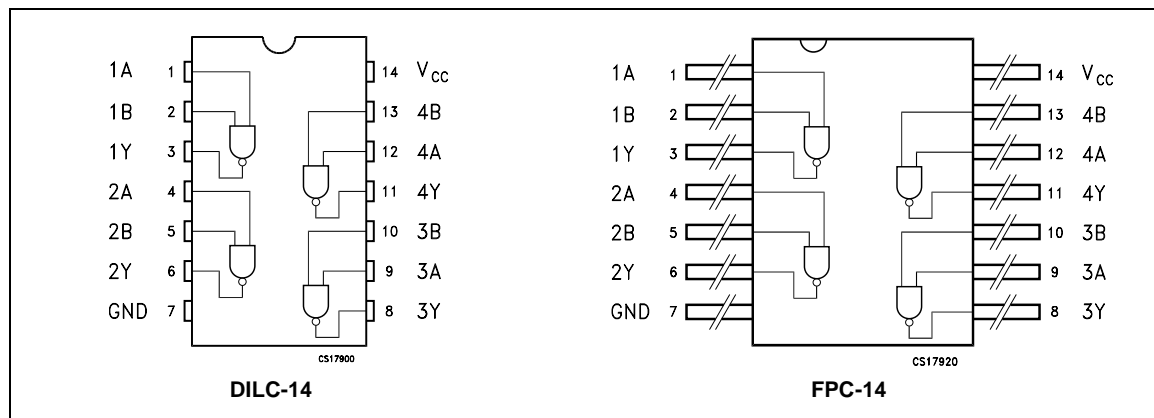 1A 1 14 VCC
1B 2 13 4B
1Y 3 12 4A
2A 4 11 4Y
2B 5 10 3B
2Y 6 9 3A
GND 7 8 3Y
CS17900
DILC-14
1A 1 14 VCC
1B 2 13 4B
1Y 3 12 4A
2A 4 11 4Y
2B 5 10 3B
2Y 6 9 3A
GND 7 8 3Y
CS17920
FPC-14